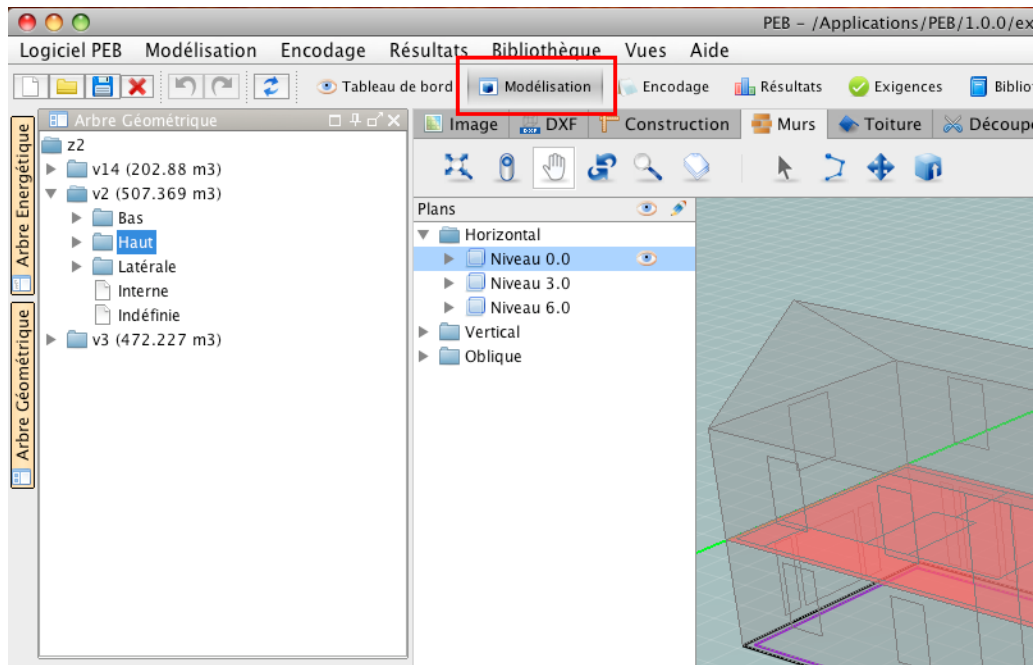 PEB – /Applications/PEB/1.0.0/ex
Logiciel PEB Modélisation Encodage Résultats Bibliothèque Vues Aide
Tableau de bord Modélisation Encodage Résultats Exigences Biblio
Arbre Energétique
Arbre Géométrique
Arbre Géométrique
z2
v14 (202.88 m3)
v2 (507.369 m3)
Bas
Haut
Latérale
Interne
Indéfinie
v3 (472.227 m3)
Image DXF Construction Murs Toiture Découpe
Plans
Horizontal
Niveau 0.0
Niveau 3.0
Niveau 6.0
Vertical
Oblique